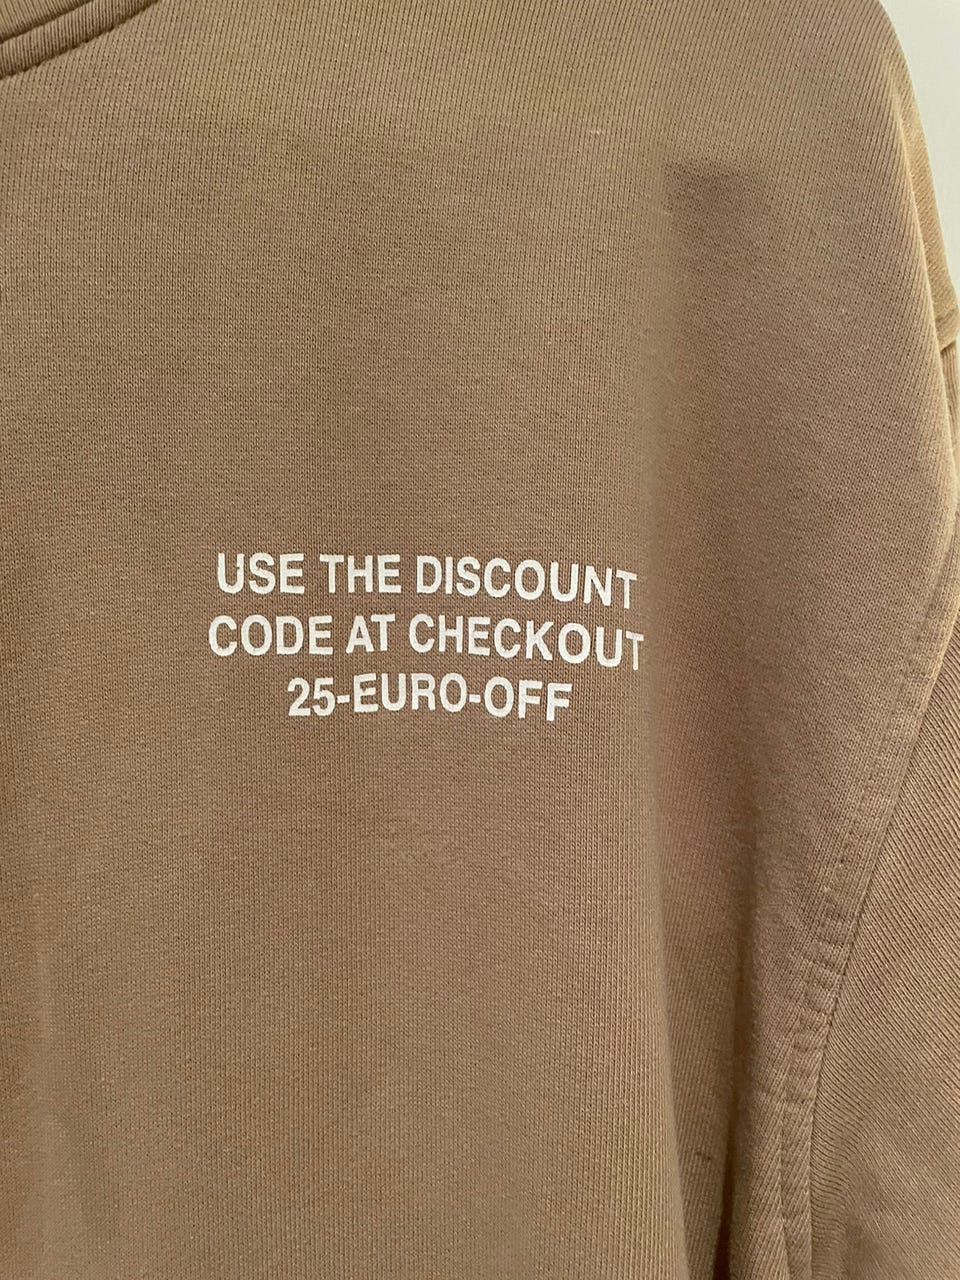 USE THE DISCOUNT
CODE AT CHECKOUT
25-EURO-OFF